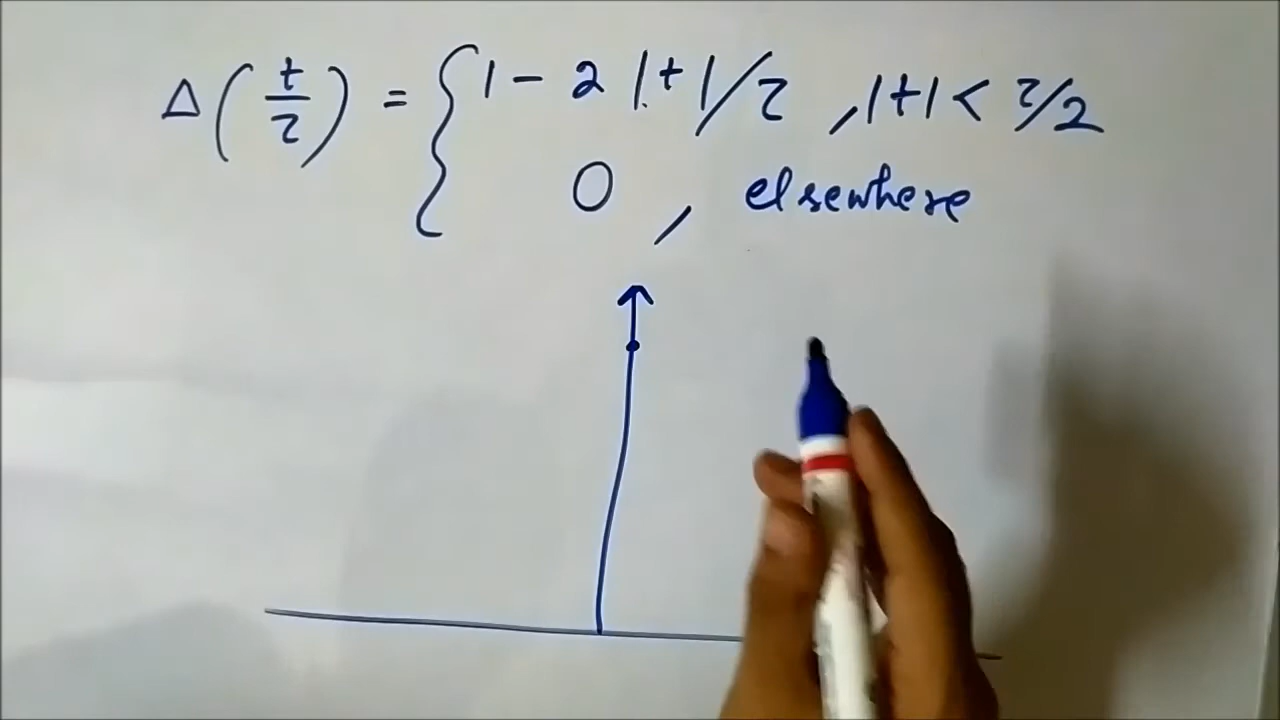 Δ(t/τ) = { 1 - 2 |t|/τ , |t| < τ/2
0 , elsewhere